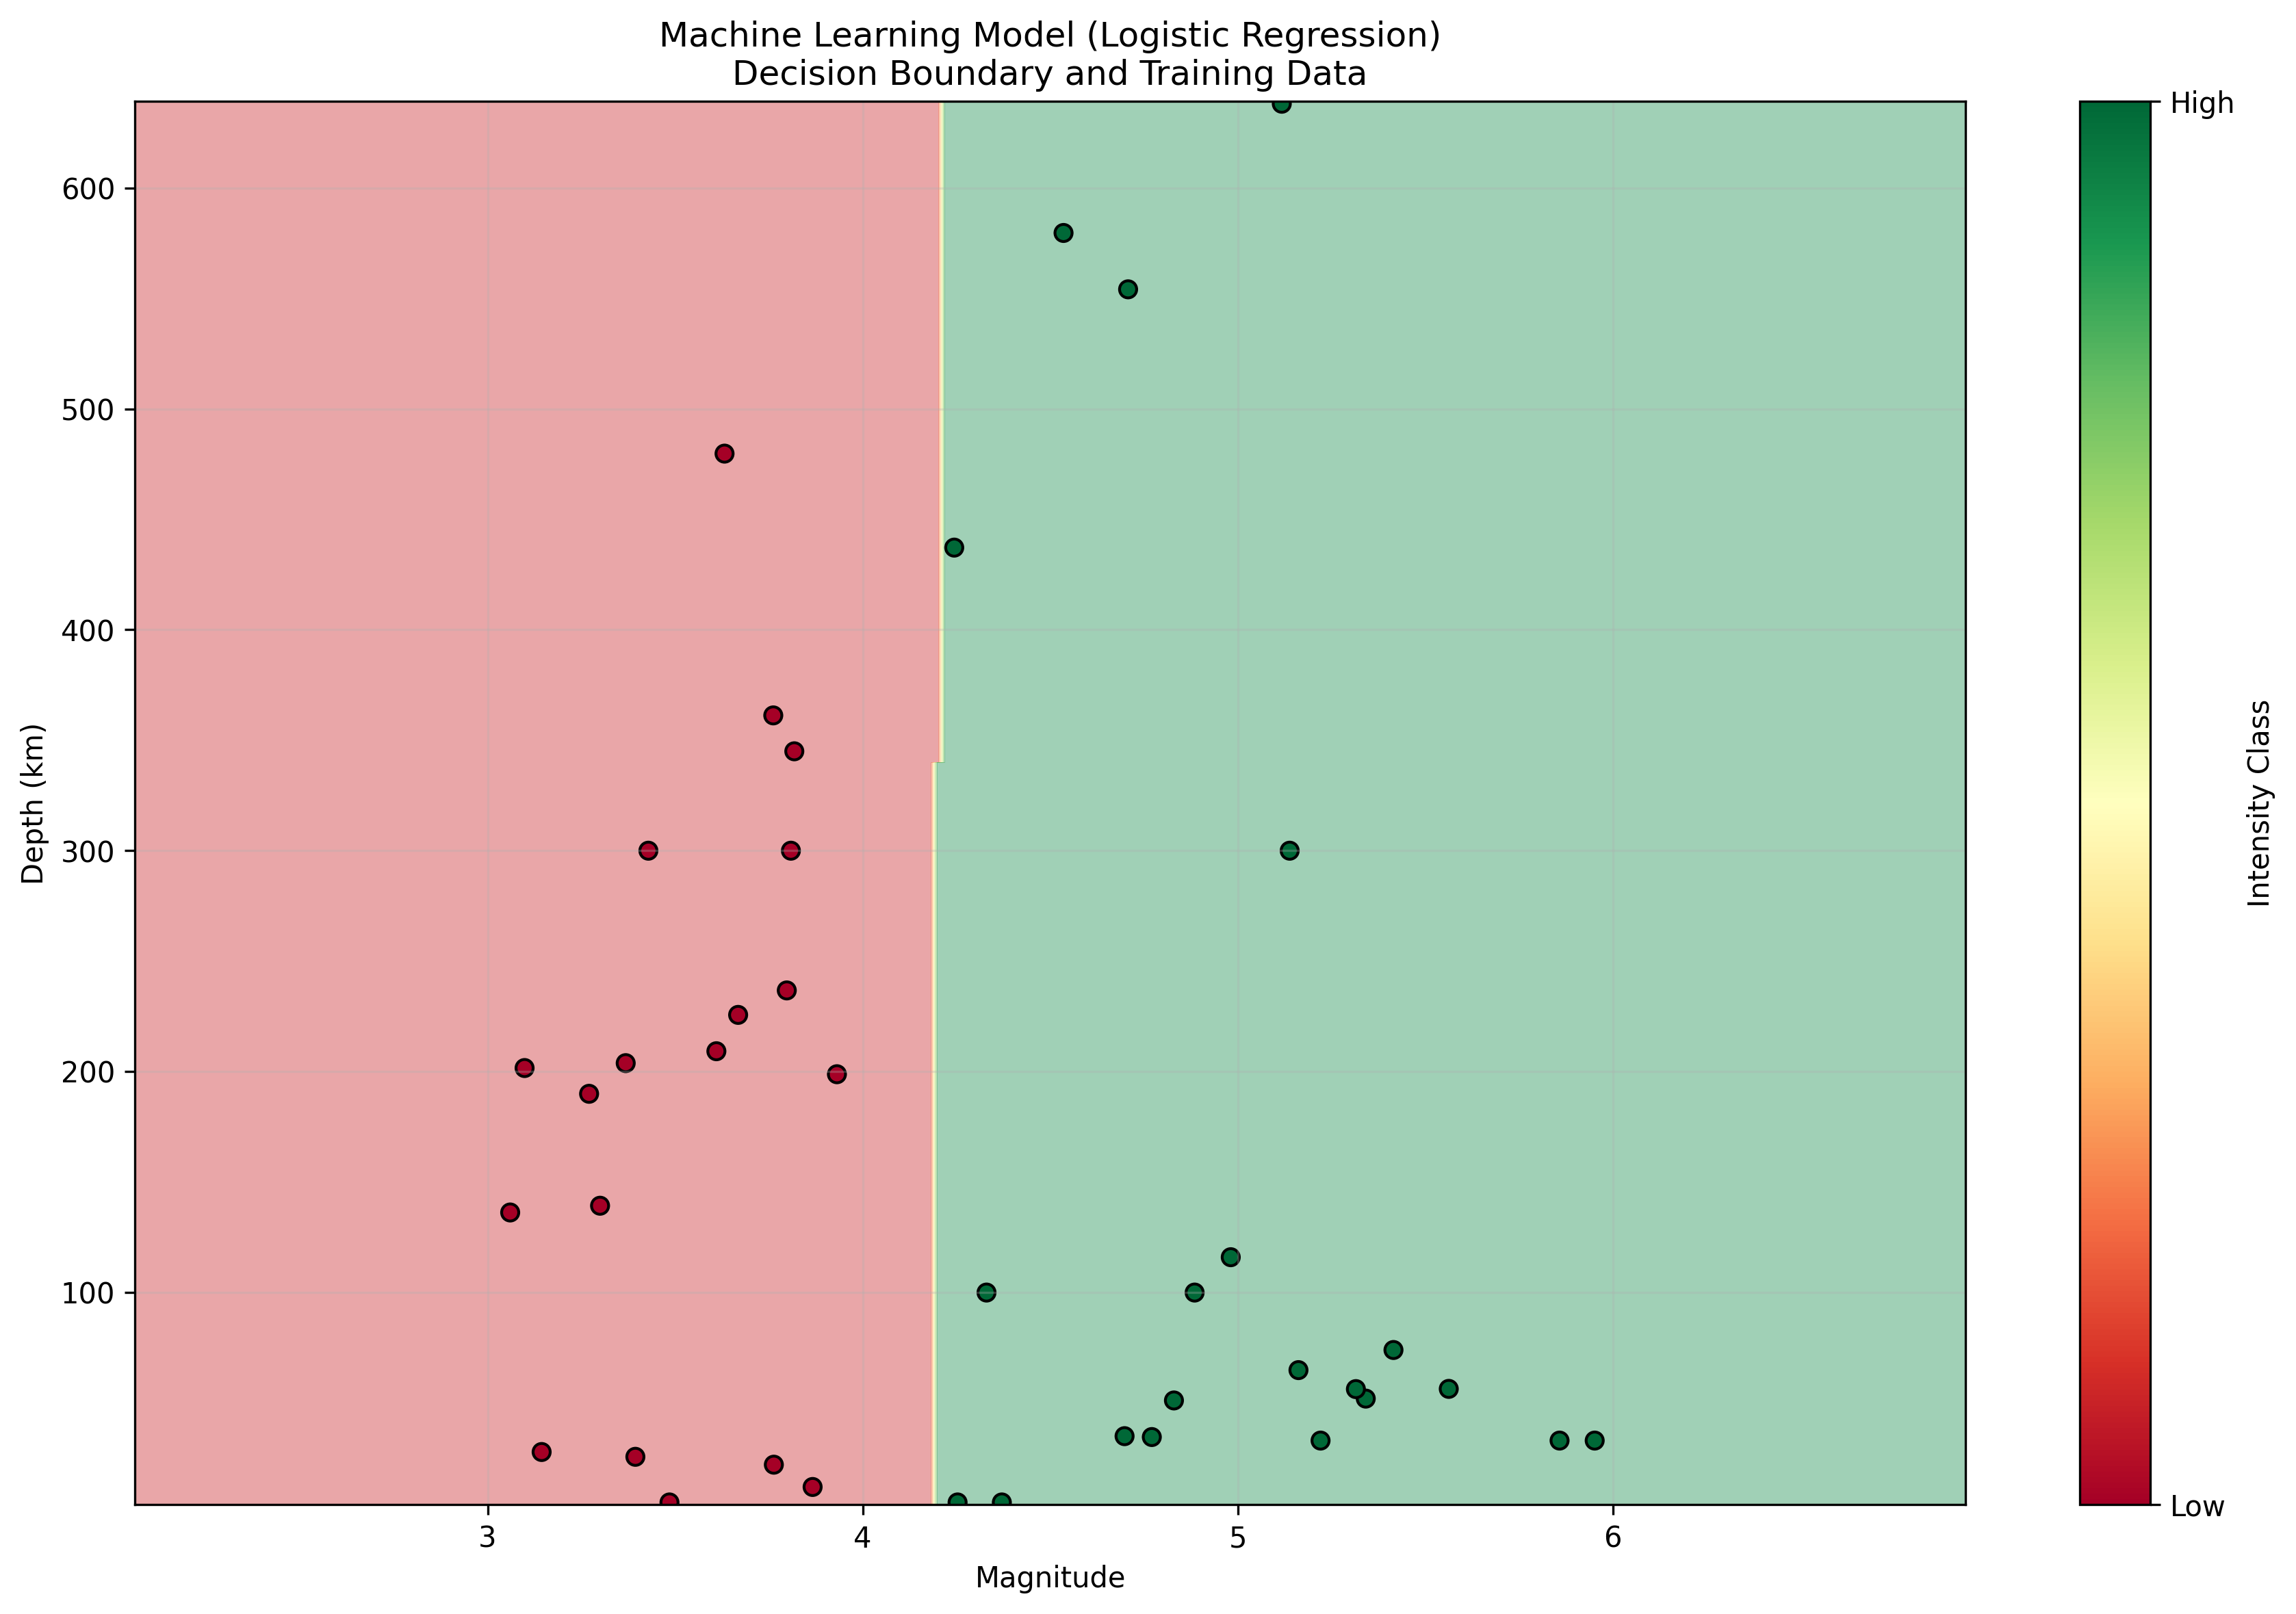 Machine Learning Model (Logistic Regression)
Decision Boundary and Training Data
High
600
500
400
300
200
100
Depth (km)
Intensity Class
Low
3
4
5
6
Magnitude